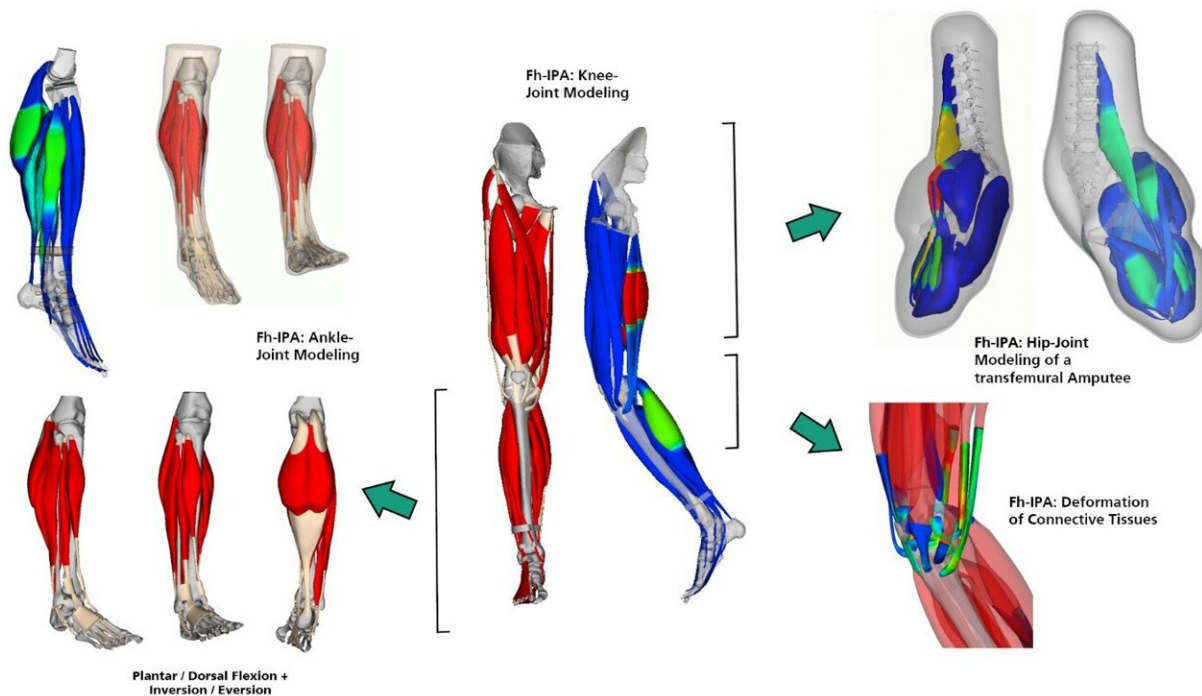 Fh-IPA: Knee-
Joint Modeling
Fh-IPA: Ankle-
Joint Modeling
Fh-IPA: Hip-Joint
Modeling of a
transfemural Amputee
Fh-IPA: Deformation
of Connective Tissues
Plantar / Dorsal Flexion +
Inversion / Eversion